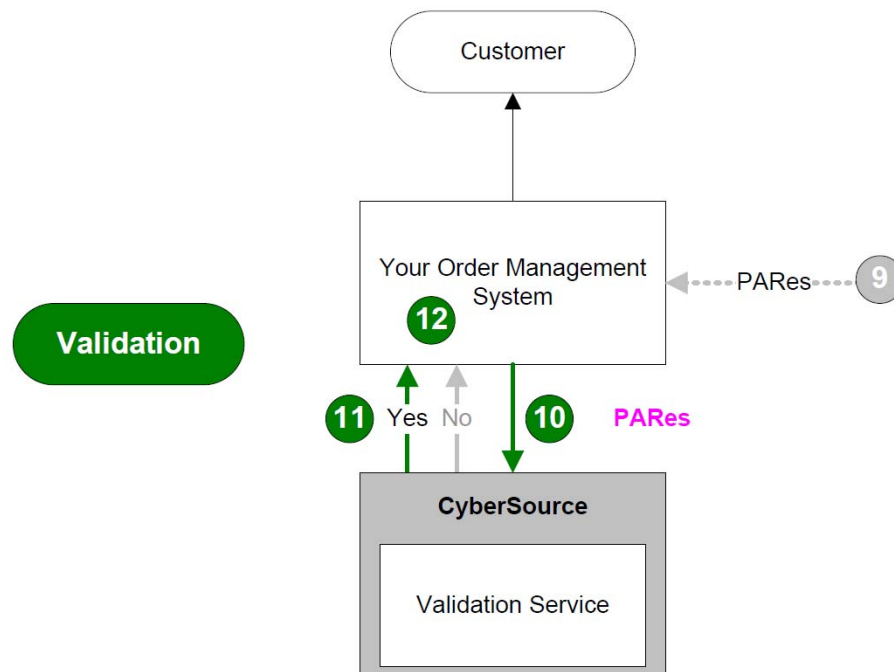 Customer
Your Order Management
System
PARes
9
12
Validation
11
Yes
No
10
PARes
CyberSource
Validation Service